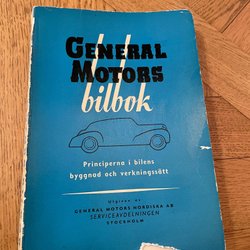 GENERAL
MOTORS
bilbok
Principerna i bilens
byggnad och verkningssätt
Utgiven av
GENERAL MOTORS NORDISKA AB
SERVICEAVDELNINGEN
STOCKHOLM